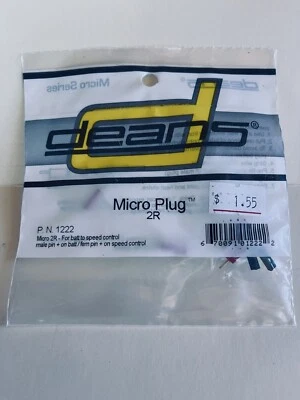 Micro Series
deans®
Micro Plug™
2R
$ 1.55
P.N. 1222
Micro 2R - For batt to speed control
male pin + on batt / fem pin + on speed control
6 70091 01222 2